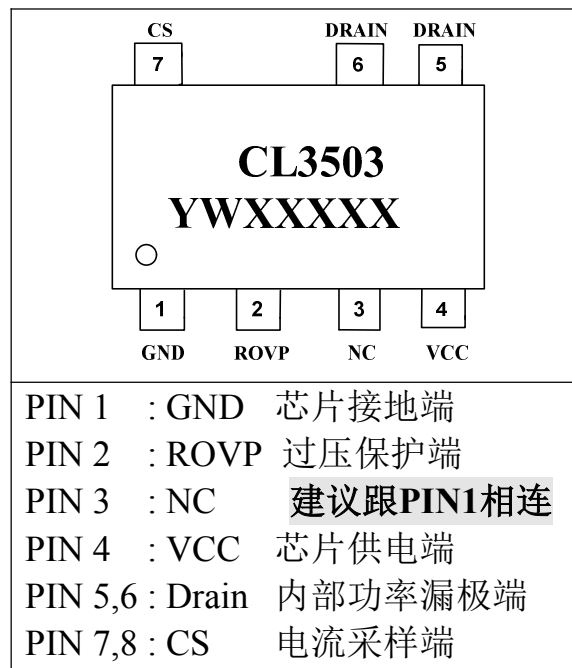 CS DRAIN DRAIN
7 6 5
CL3503
YWXXXXX
1 2 3 4
GND ROVP NC VCC
PIN 1 : GND 芯片接地端
PIN 2 : ROVP 过压保护端
PIN 3 : NC 建议跟PIN1相连
PIN 4 : VCC 芯片供电端
PIN 5,6 : Drain 内部功率漏极端
PIN 7,8 : CS 电流采样端